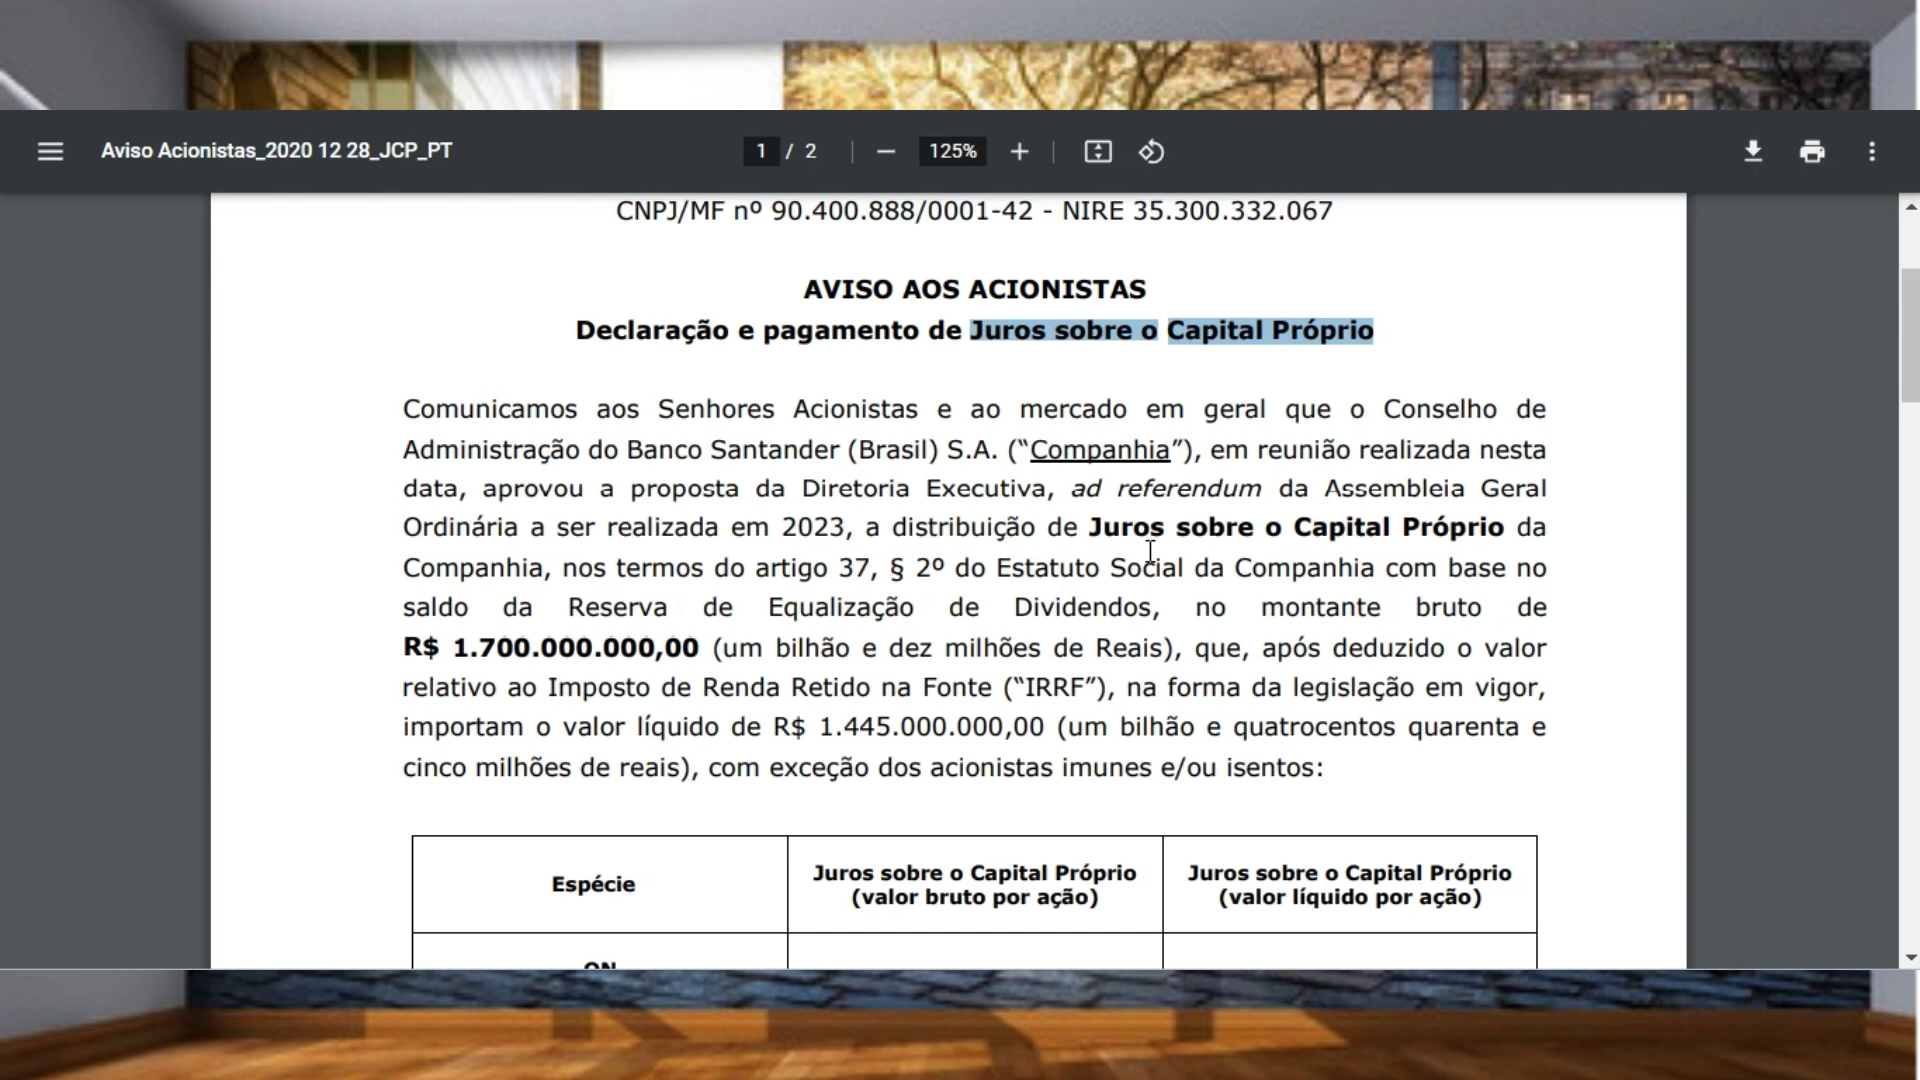 Aviso Acionistas_2020 12 28_JCP_PT
1 / 2
125%
CNPJ/MF nº 90.400.888/0001-42 - NIRE 35.300.332.067
AVISO AOS ACIONISTAS
Declaração e pagamento de Juros sobre o Capital Próprio
Comunicamos aos Senhores Acionistas e ao mercado em geral que o Conselho de
Administração do Banco Santander (Brasil) S.A. (“Companhia”), em reunião realizada nesta
data, aprovou a proposta da Diretoria Executiva, ad referendum da Assembleia Geral
Ordinária a ser realizada em 2023, a distribuição de Juros sobre o Capital Próprio da
Companhia, nos termos do artigo 37, § 2º do Estatuto Social da Companhia com base no
saldo da Reserva de Equalização de Dividendos, no montante bruto de
R$ 1.700.000.000,00 (um bilhão e dez milhões de Reais), que, após deduzido o valor
relativo ao Imposto de Renda Retido na Fonte (“IRRF”), na forma da legislação em vigor,
importam o valor líquido de R$ 1.445.000.000,00 (um bilhão e quatrocentos quarenta e
cinco milhões de reais), com exceção dos acionistas imunes e/ou isentos:
Espécie
Juros sobre o Capital Próprio
(valor bruto por ação)
Juros sobre o Capital Próprio
(valor líquido por ação)
ON